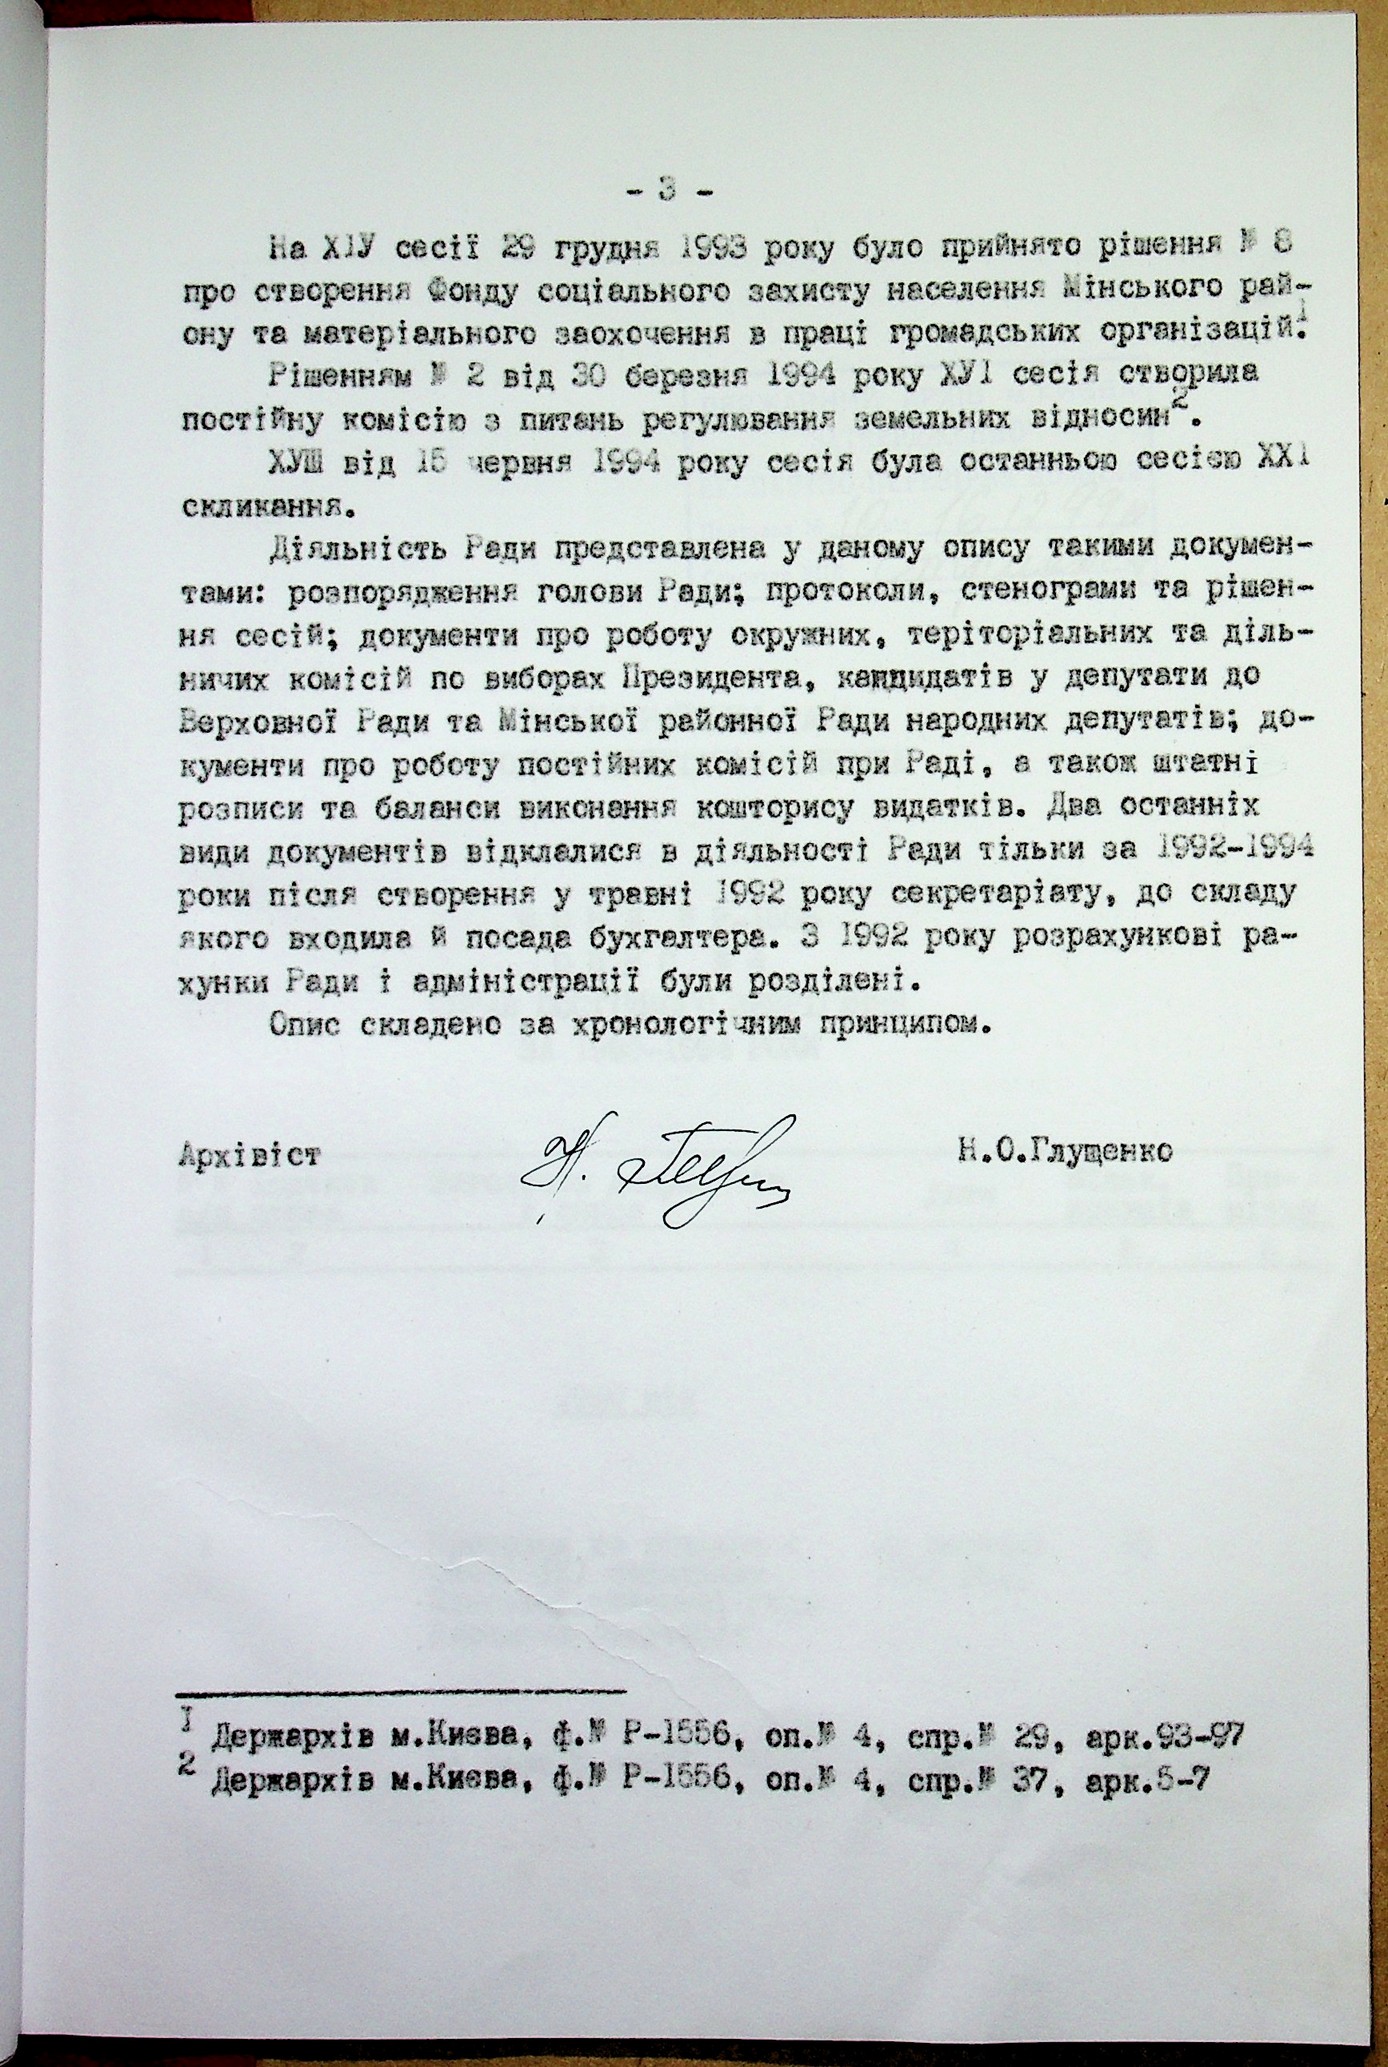 - 3 -
На Х1У сесії 29 грудня 1993 року було прийнято рішення № 8
про створення Фонду соціального захисту населення Мінського рай-
ону та матеріального заохочення в праці громадських організацій.1
Рішенням № 2 від 30 березня 1994 року ХУ1 сесія створила
постійну комісію з питань регулювання земельних відносин2.
ХУШ від 15 червня 1994 року сесія була останньою сесією ХХ1
скликання.
Діяльність Ради представлена у даному опису такими докумен-
тами: розпорядження голови Ради; протоколи, стенограми та рішен-
ня сесій; документи про роботу окружних, теріторіальних та діль-
ничих комісій по виборах Президента, кандидатів у депутати до
Верховної Ради та Мінської районної Ради народних депутатів; до-
кументи про роботу постійних комісій при Раді, а також штатні
розписи та баланси виконання кошторису видатків. Два останніх
види документів відклалися в діяльності Ради тільки за 1992-1994
роки після створення у травні 1992 року секретаріату, до складу
якого входила й посада бухгалтера. З 1992 року розрахункові ра-
хунки Ради і адміністрації були розділені.
Опис складено за хронологічним принципом.
Архівіст Н.О.Глущенко
1 Держархів м.Києва, ф.№ Р-1556, оп.№ 4, спр.№ 29, арк.93-97
2 Держархів м.Києва, ф.№ Р-1556, оп.№ 4, спр.№ 37, арк.5-7